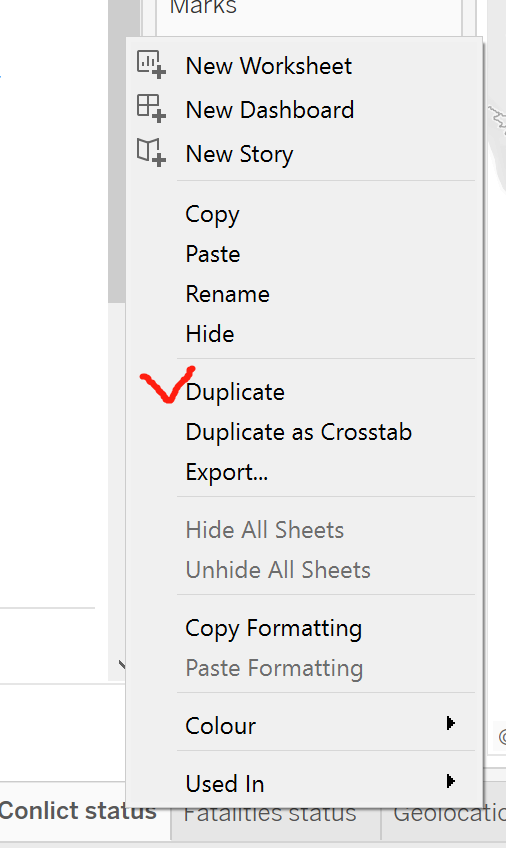 Marks
New Worksheet
New Dashboard
New Story
Copy
Paste
Rename
Hide
Duplicate
Duplicate as Crosstab
Export...
Hide All Sheets
Unhide All Sheets
Copy Formatting
Paste Formatting
Colour
Used In
©
Conlict status Fatalities status Geolocatio